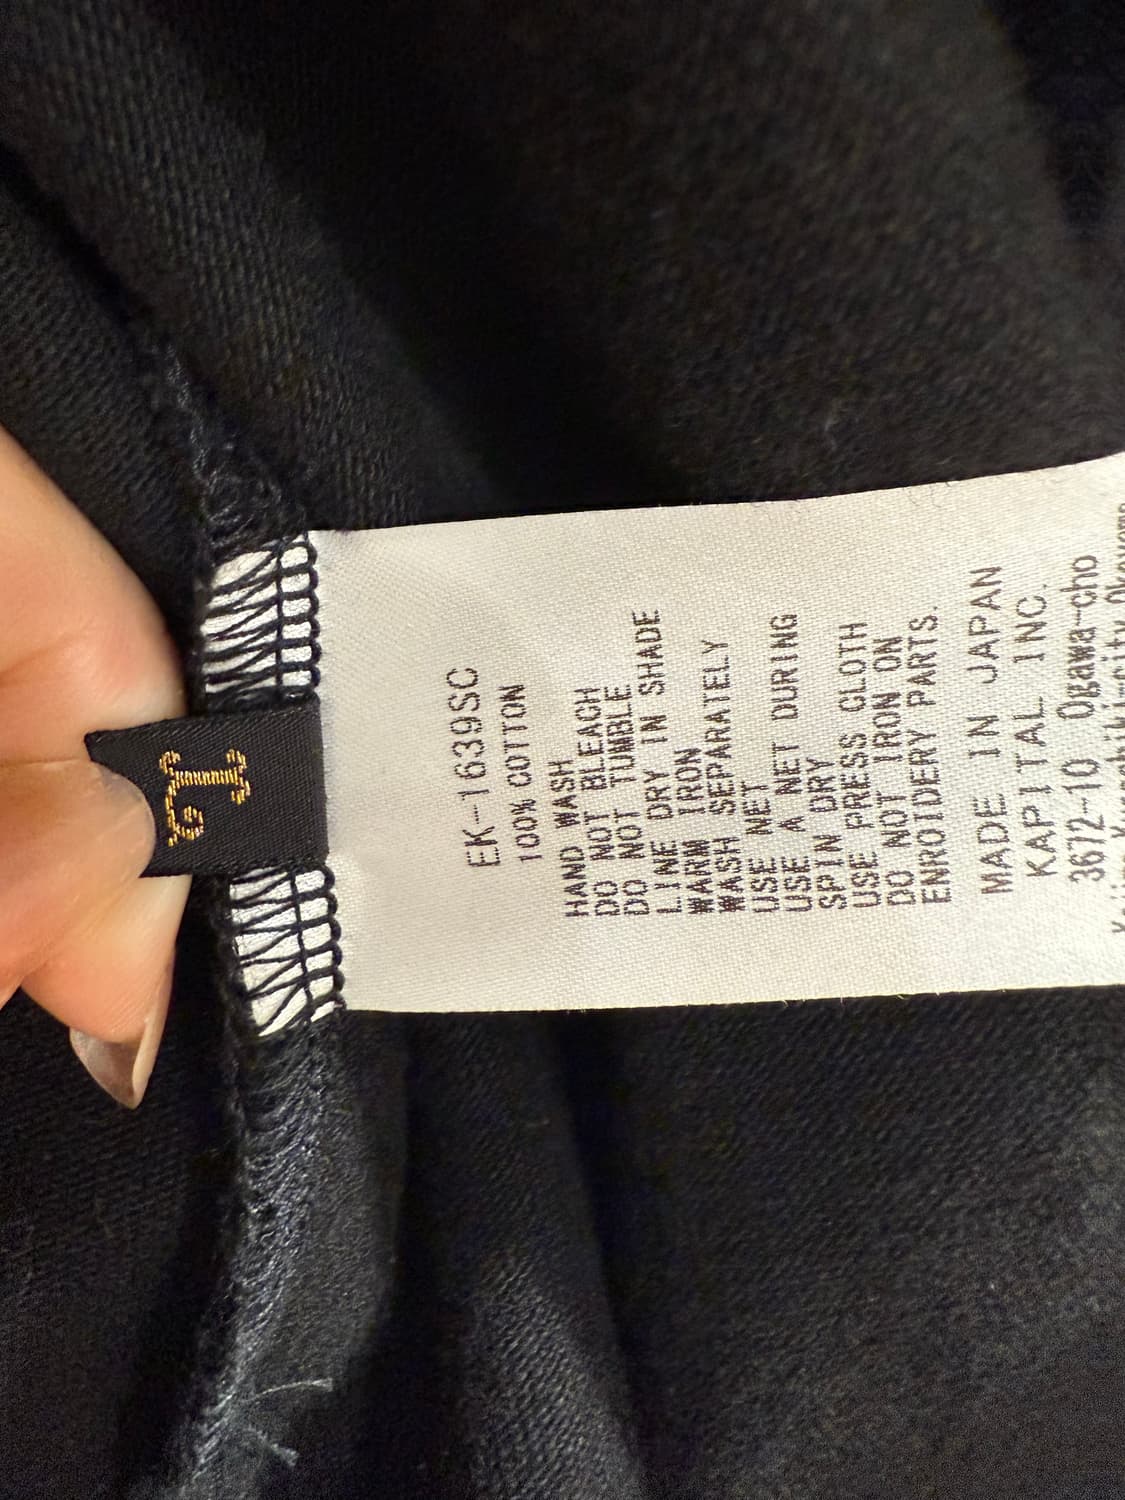 L
EK-1639SC
100% COTTON
HAND WASH
DO NOT BLEACH
DO NOT TUMBLE
LINE DRY IN SHADE
WARM IRON
WASH SEPARATELY
USE NET
USE A NET DURING
SPIN DRY
USE PRESS CLOTH
DO NOT IRON ON
ENROIDERY PARTS.
MADE IN JAPAN
KAPITAL INC.
3672-10 Ogawa-cho